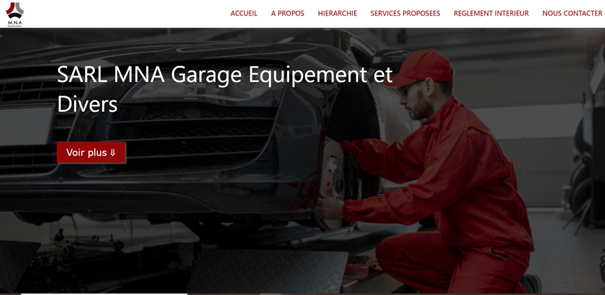 M.N.A
ACCUEIL A PROPOS HIERARCHIE SERVICES PROPOSEES REGLEMENT INTERIEUR NOUS CONTACTER
SARL MNA Garage Equipement et
Divers
Voir plus ⇓